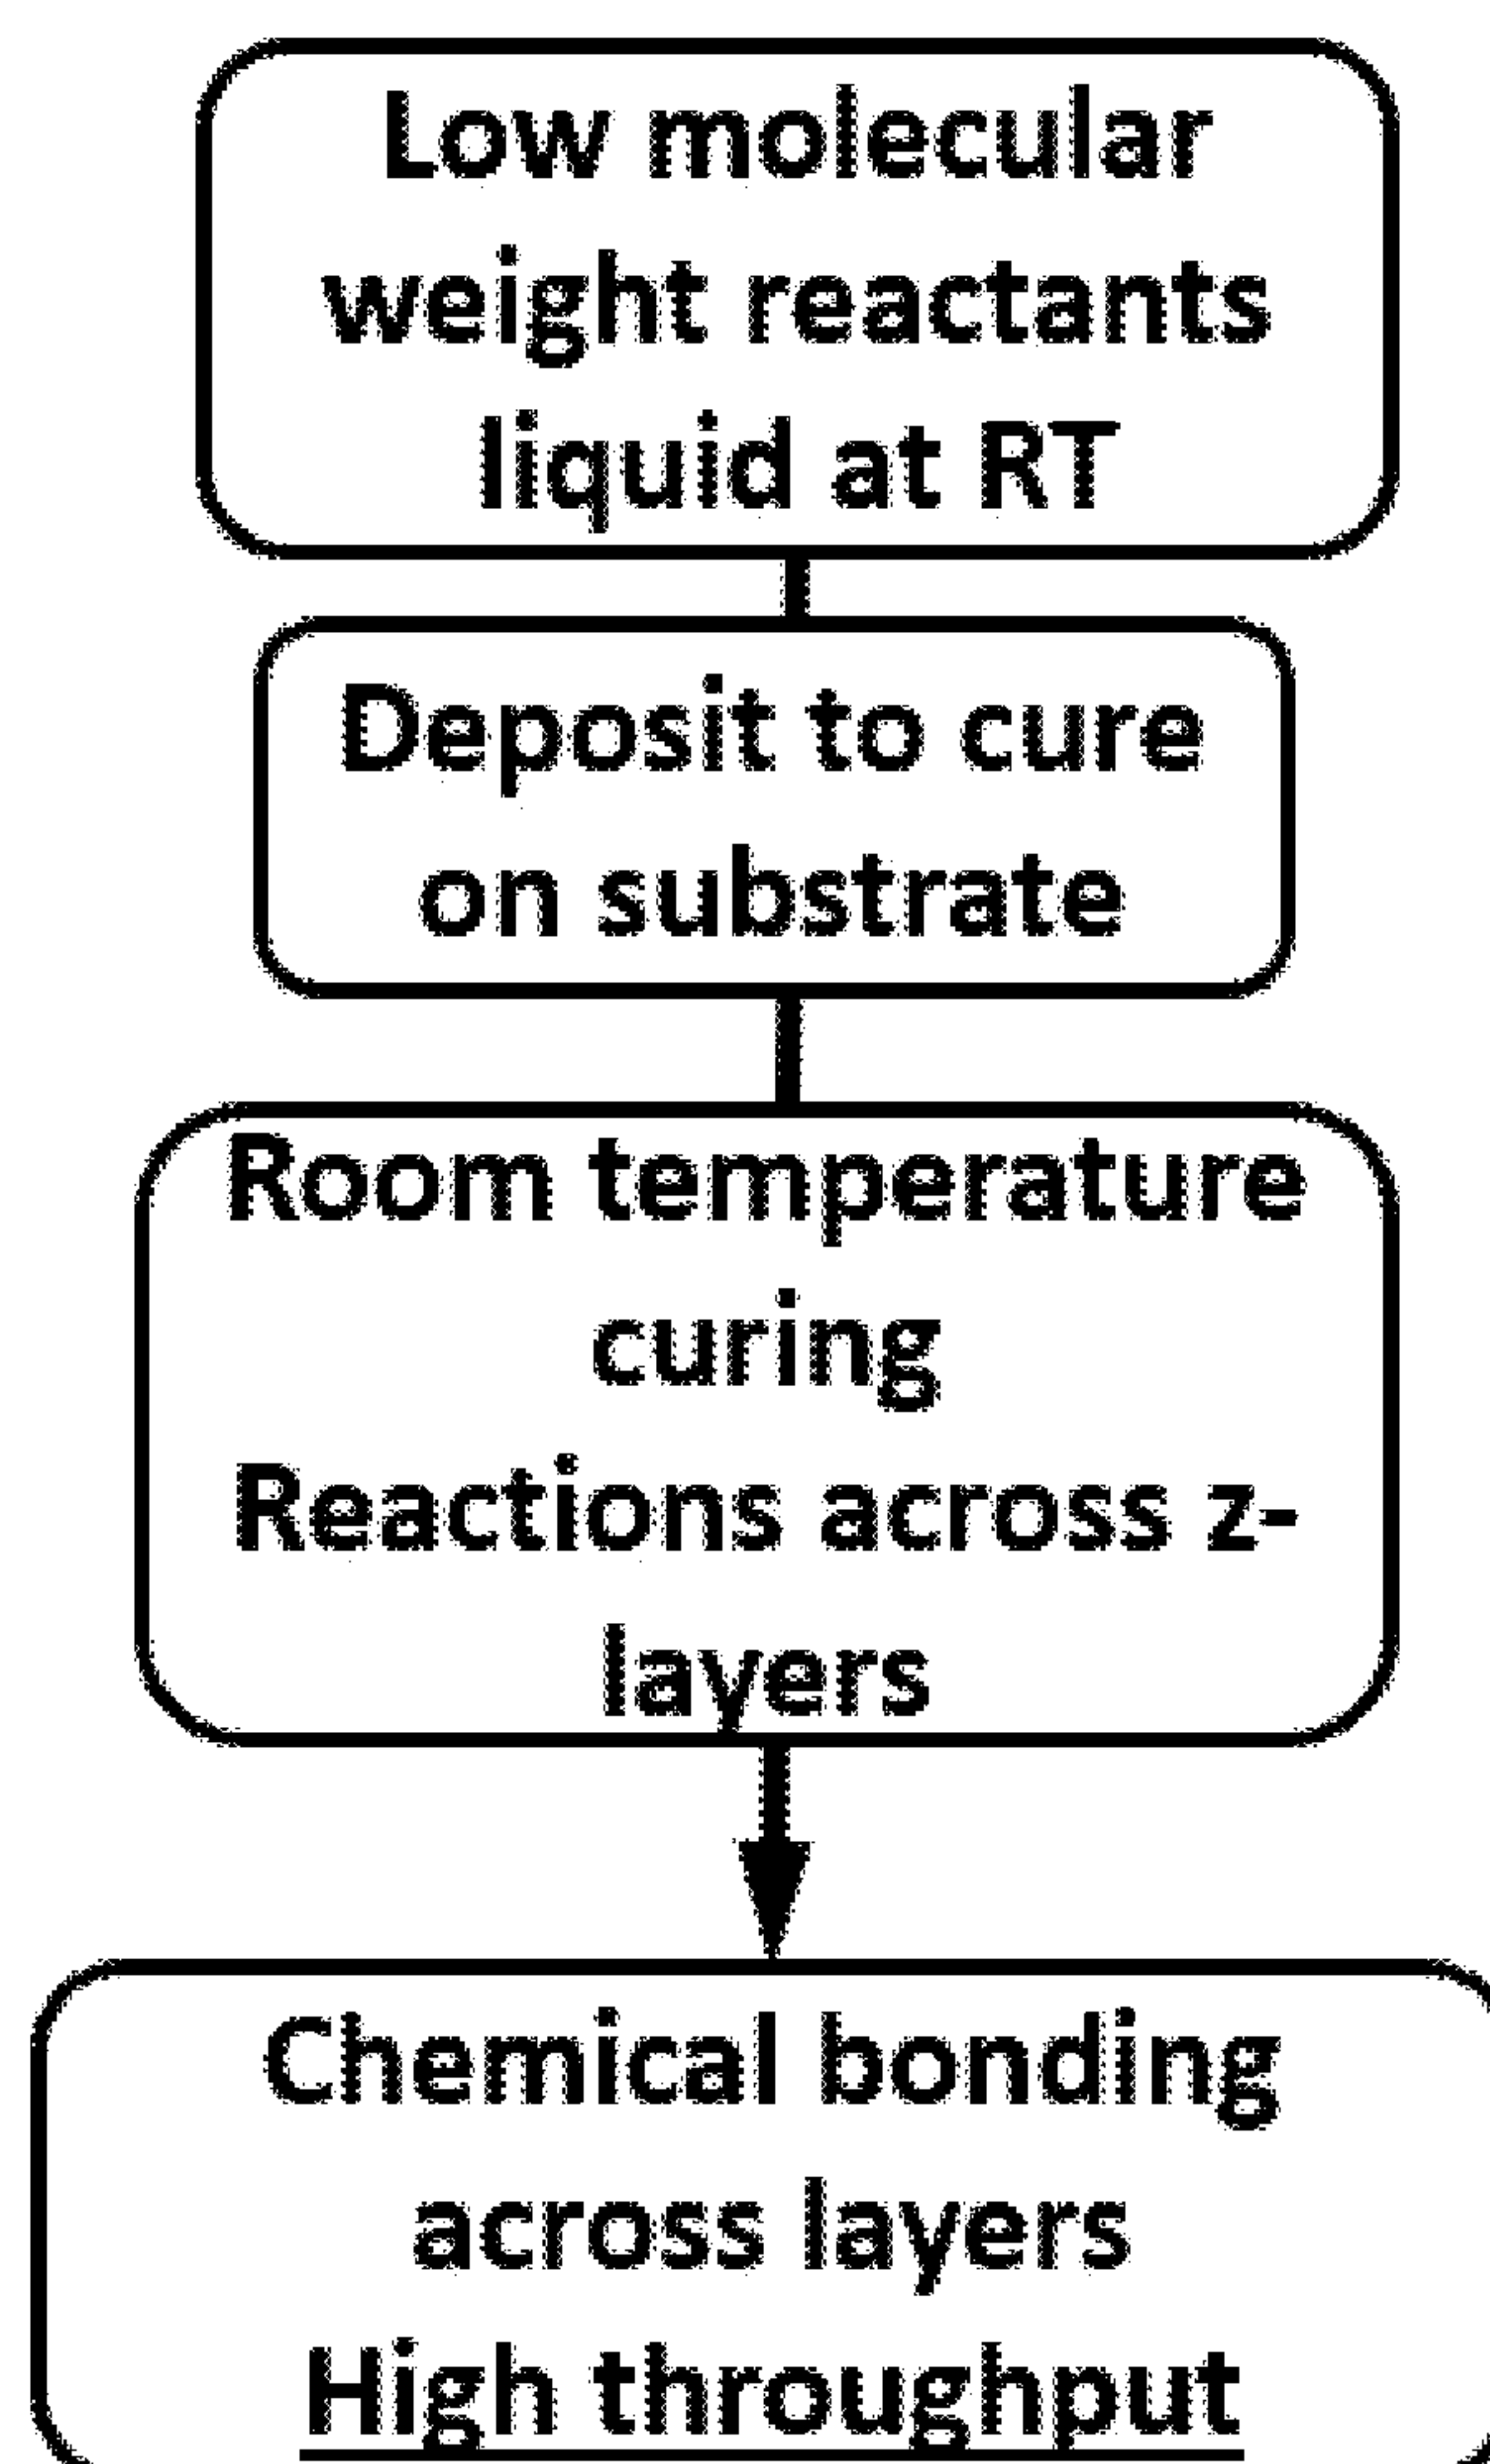 Low molecular
weight reactants
liquid at RT
Deposit to cure
on substrate
Room temperature
curing
Reactions across z-
layers
Chemical bonding
across layers
High throughput